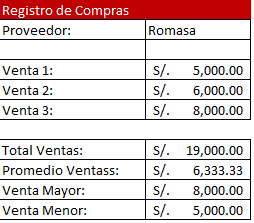 Registro de Compras
Proveedor: Romasa
Venta 1: S/. 5,000.00
Venta 2: S/. 6,000.00
Venta 3: S/. 8,000.00
Total Ventas: S/. 19,000.00
Promedio Ventass: S/. 6,333.33
Venta Mayor: S/. 8,000.00
Venta Menor: S/. 5,000.00